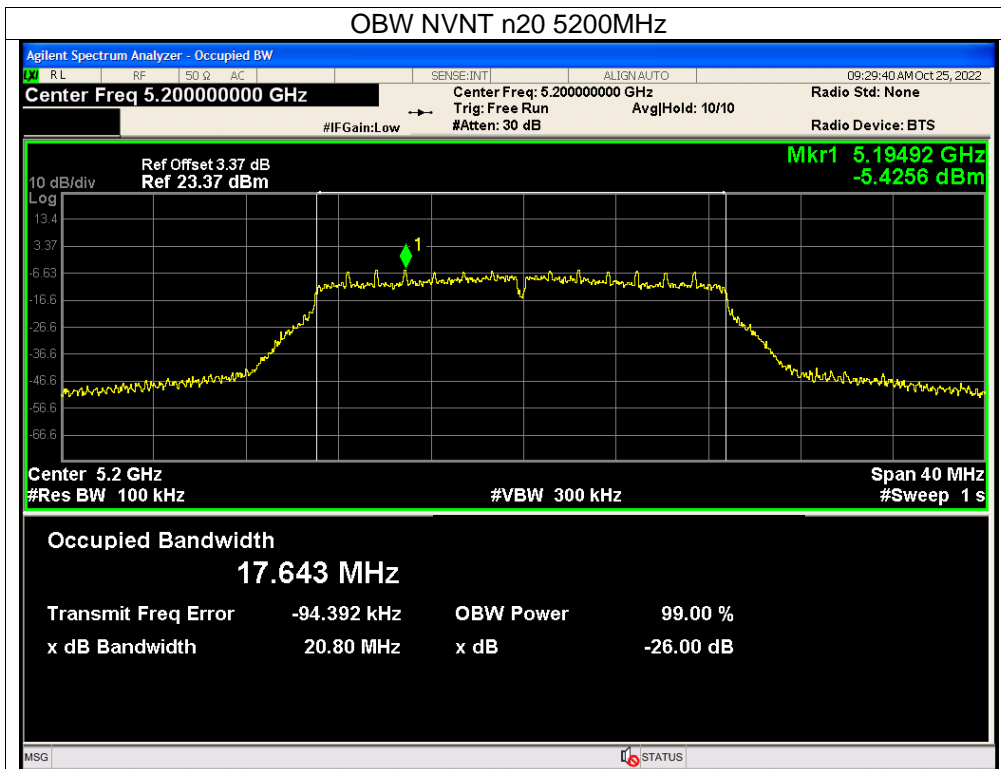 OBW NVNT n20 5200MHz
Agilent Spectrum Analyzer - Occupied BW
LXI RL RF 50 Ω AC SENSE:INT ALIGN AUTO 09:29:40 AM Oct 25, 2022
Center Freq 5.200000000 GHz Center Freq: 5.200000000 GHz Radio Std: None
Trig: Free Run Avg|Hold: 10/10
#IFGain:Low #Atten: 30 dB Radio Device: BTS
Mkr1 5.19492 GHz
-5.4256 dBm
Ref Offset 3.37 dB
10 dB/div Ref 23.37 dBm
Log
13.4
3.37
1
-6.63
-16.6
-26.6
-36.6
-46.6
-56.6
-66.6
Center 5.2 GHz Span 40 MHz
#Res BW 100 kHz #VBW 300 kHz #Sweep 1 s
Occupied Bandwidth
17.643 MHz
Transmit Freq Error -94.392 kHz OBW Power 99.00 %
x dB Bandwidth 20.80 MHz x dB -26.00 dB
MSG STATUS